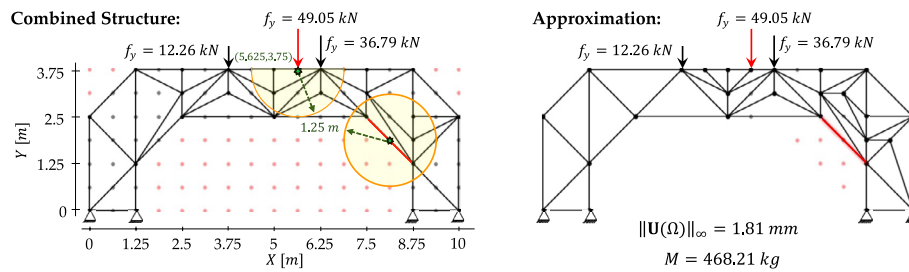 Combined Structure:
f_y = 49.05 kN
f_y = 12.26 kN
(5,625,3.75)
f_y = 36.79 kN
3.75
2.5
1.25
0
Y [m]
1.25 m
0 1.25 2.5 3.75 5 6.25 7.5 8.75 10
X [m]
Approximation:
f_y = 49.05 kN
f_y = 12.26 kN
f_y = 36.79 kN
‖U(Ω)‖∞ = 1.81 mm
M = 468.21 kg